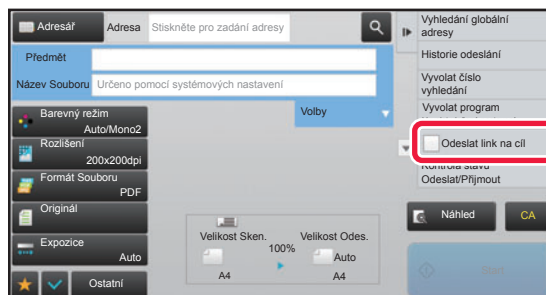 Adresář
Adresa
Stiskněte pro zadání adresy
Předmět
Název Souboru
Určeno pomocí systémových nastavení
Volby
Barevný režim
Auto/Mono2
Rozlišení
200x200dpi
Formát Souboru
PDF
Originál
Expozice
Auto
Ostatní
Velikost Sken.
100%
Velikost Odes.
A4
Auto
A4
Vyhledání globální
adresy
Historie odeslání
Vyvolat číslo
vyhledání
Vyvolat program
Odeslat link na cíl
Kontrola stavu
Odeslat/Přijmout
Náhled
CA
Start